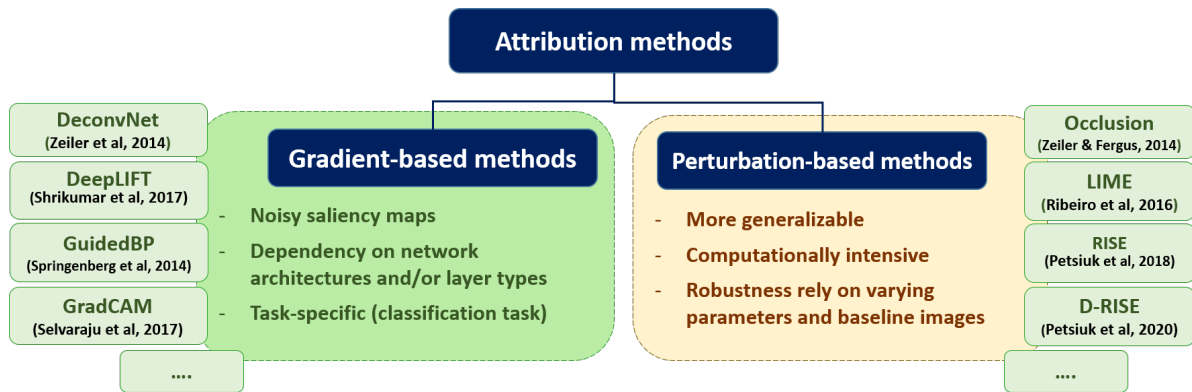 Attribution methods
DeconvNet
(Zeiler et al, 2014)
DeepLIFT
(Shrikumar et al, 2017)
GuidedBP
(Springenberg et al, 2014)
GradCAM
(Selvaraju et al, 2017)
....
Gradient-based methods
- Noisy saliency maps
- Dependency on network
architectures and/or layer types
- Task-specific (classification task)
Perturbation-based methods
- More generalizable
- Computationally intensive
- Robustness rely on varying
parameters and baseline images
Occlusion
(Zeiler & Fergus, 2014)
LIME
(Ribeiro et al, 2016)
RISE
(Petsiuk et al, 2018)
D-RISE
(Petsiuk et al, 2020)
....